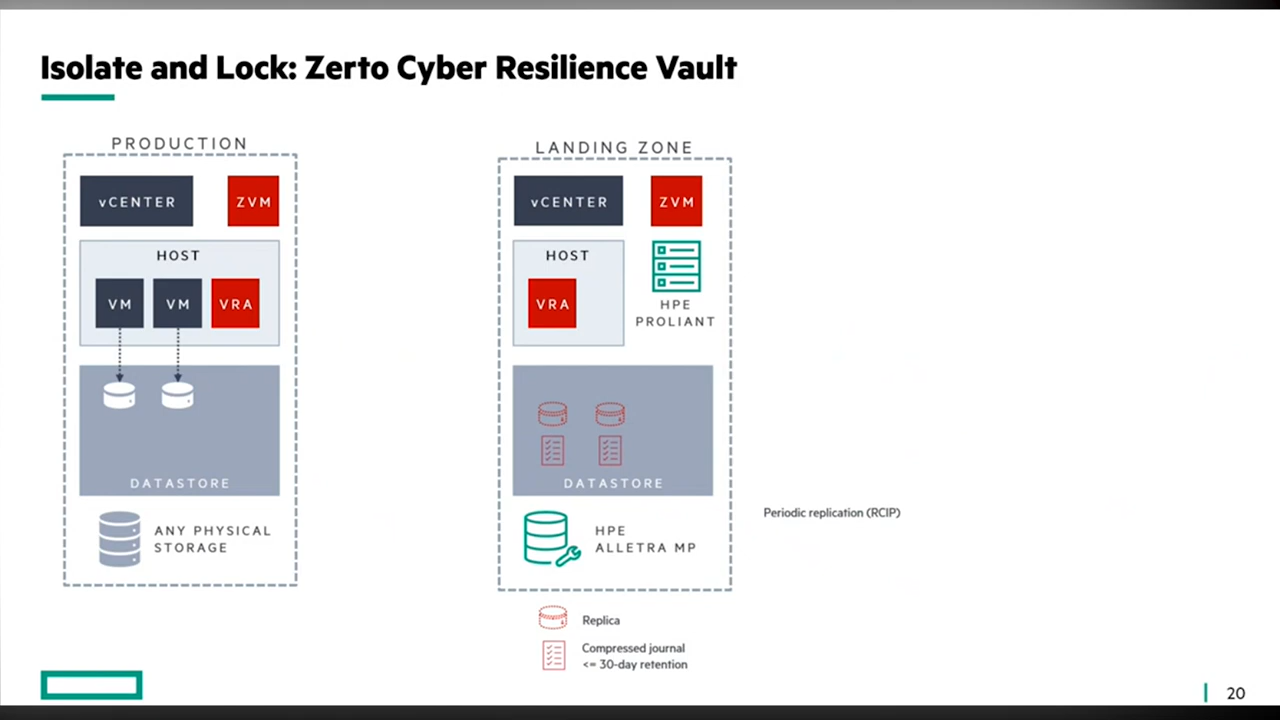 Isolate and Lock: Zerto Cyber Resilience Vault
PRODUCTION
vCENTER
ZVM
HOST
VM
VM
VRA
DATASTORE
ANY PHYSICAL
STORAGE
LANDING ZONE
vCENTER
ZVM
HOST
VRA
HPE
PROLIANT
DATASTORE
HPE
ALLETRA MP
Periodic replication (RCIP)
Replica
Compressed journal
<= 30-day retention
20